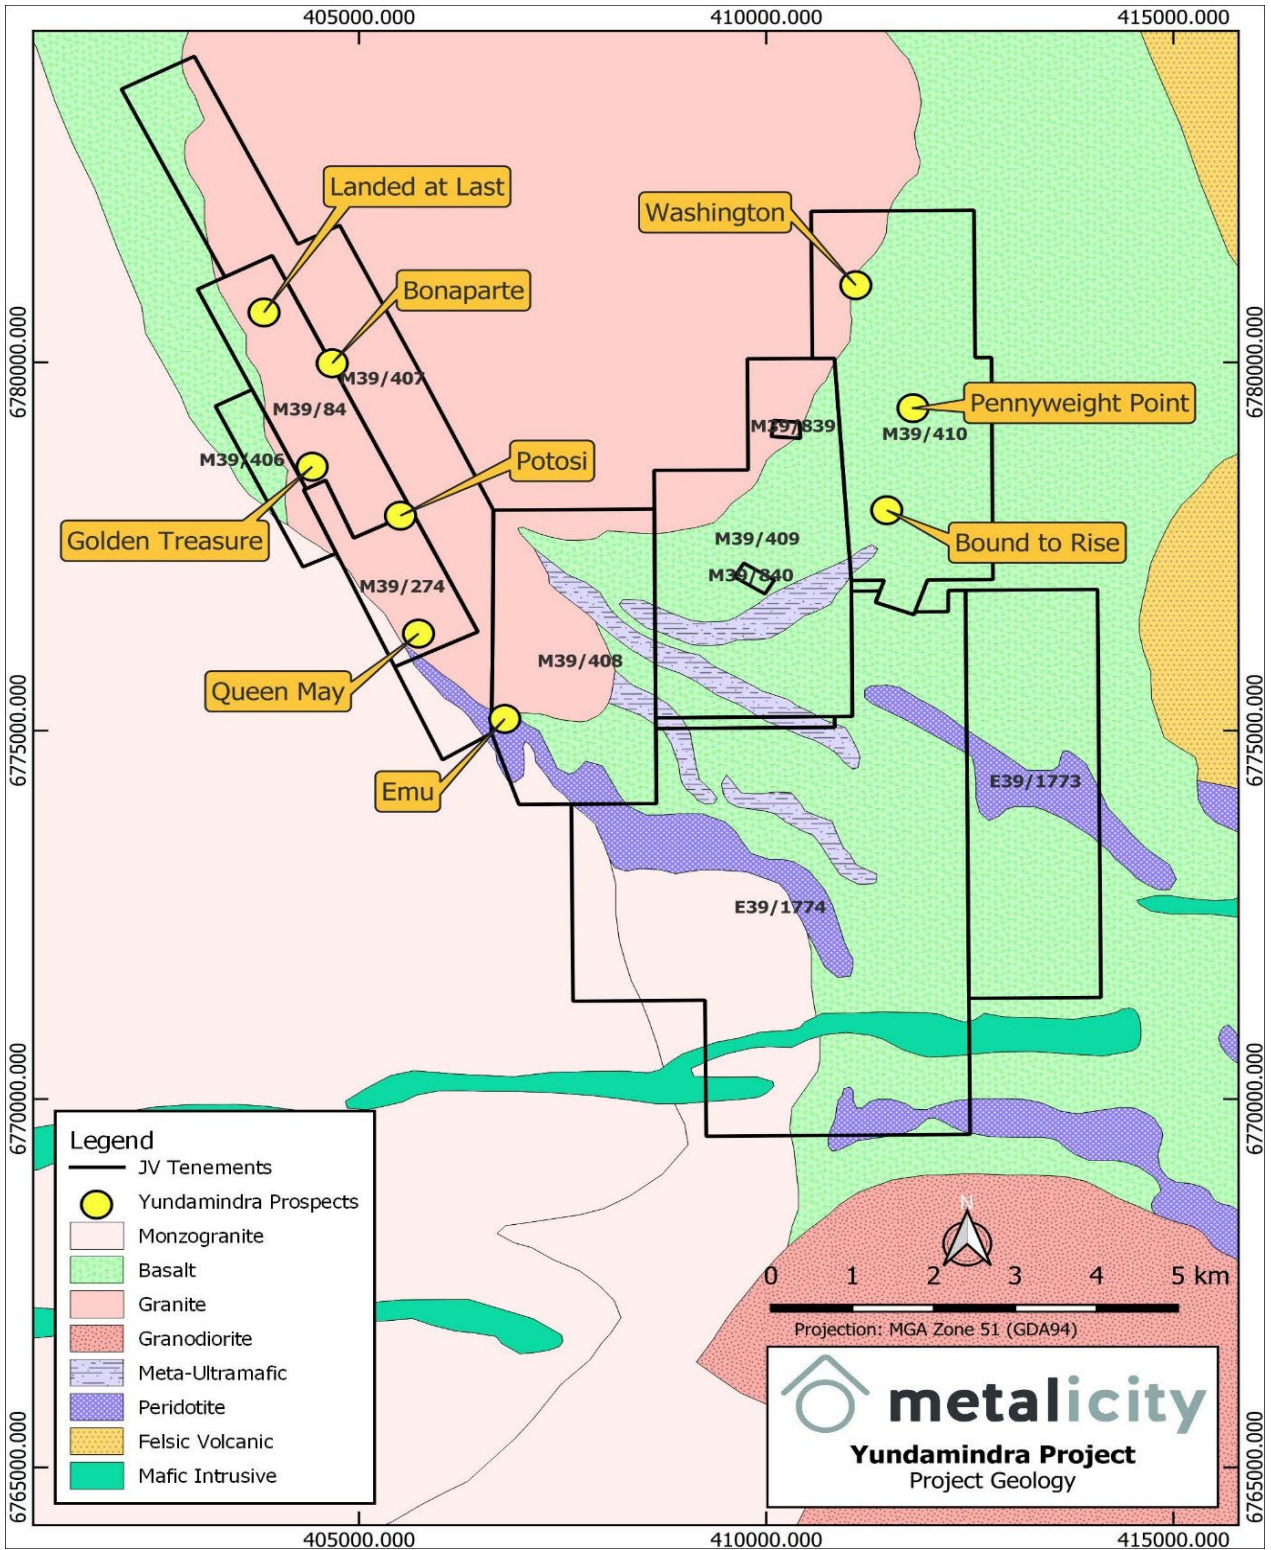 405000.000
410000.000
415000.000
Landed at Last
Washington
Bonaparte
6780000.000
6780000.000
M39/407
Pennyweight Point
M39/84
M39/839
M39/410
M39/406
Potosi
Golden Treasure
M39/409
Bound to Rise
M39/840
M39/274
M39/408
Queen May
6775000.000
6775000.000
Emu
E39/1773
E39/1774
6770000.000
6770000.000
Legend
JV Tenements
Yundamindra Prospects
Monzogranite
Basalt
Granite
Granodiorite
Meta-Ultramafic
Peridotite
Felsic Volcanic
Mafic Intrusive
N
0 1 2 3 4 5 km
Projection: MGA Zone 51 (GDA94)
metalicity
Yundamindra Project
Project Geology
6765000.000
6765000.000
405000.000
410000.000
415000.000